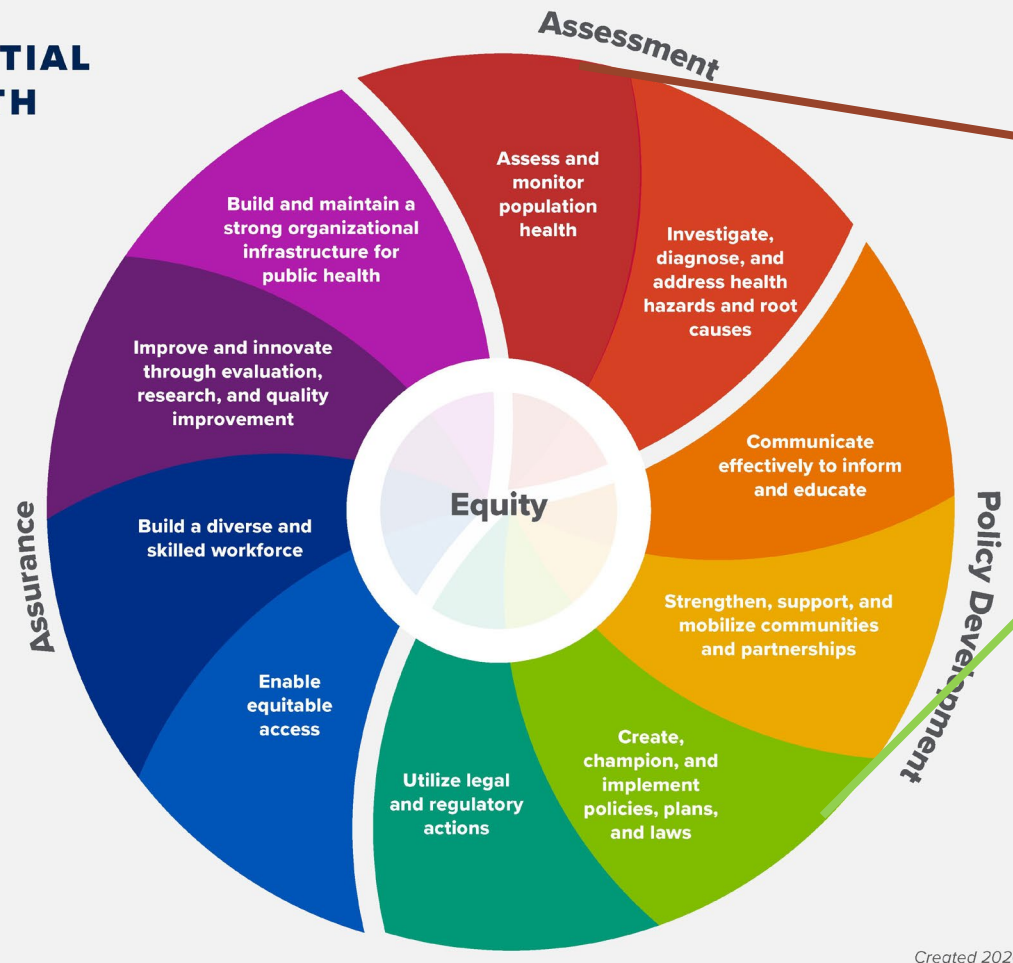 TIAL
TH
Assessment
Assess and
monitor
population
health
Investigate,
diagnose, and
address health
hazards and root
causes
Communicate
effectively to inform
and educate
Strengthen, support, and
mobilize communities
and partnerships
Create,
champion, and
implement
policies, plans,
and laws
Utilize legal
and regulatory
actions
Enable
equitable
access
Build a diverse and
skilled workforce
Improve and innovate
through evaluation,
research, and quality
improvement
Build and maintain a
strong organizational
infrastructure for
public health
Equity
Policy Development
Assurance
Created 202